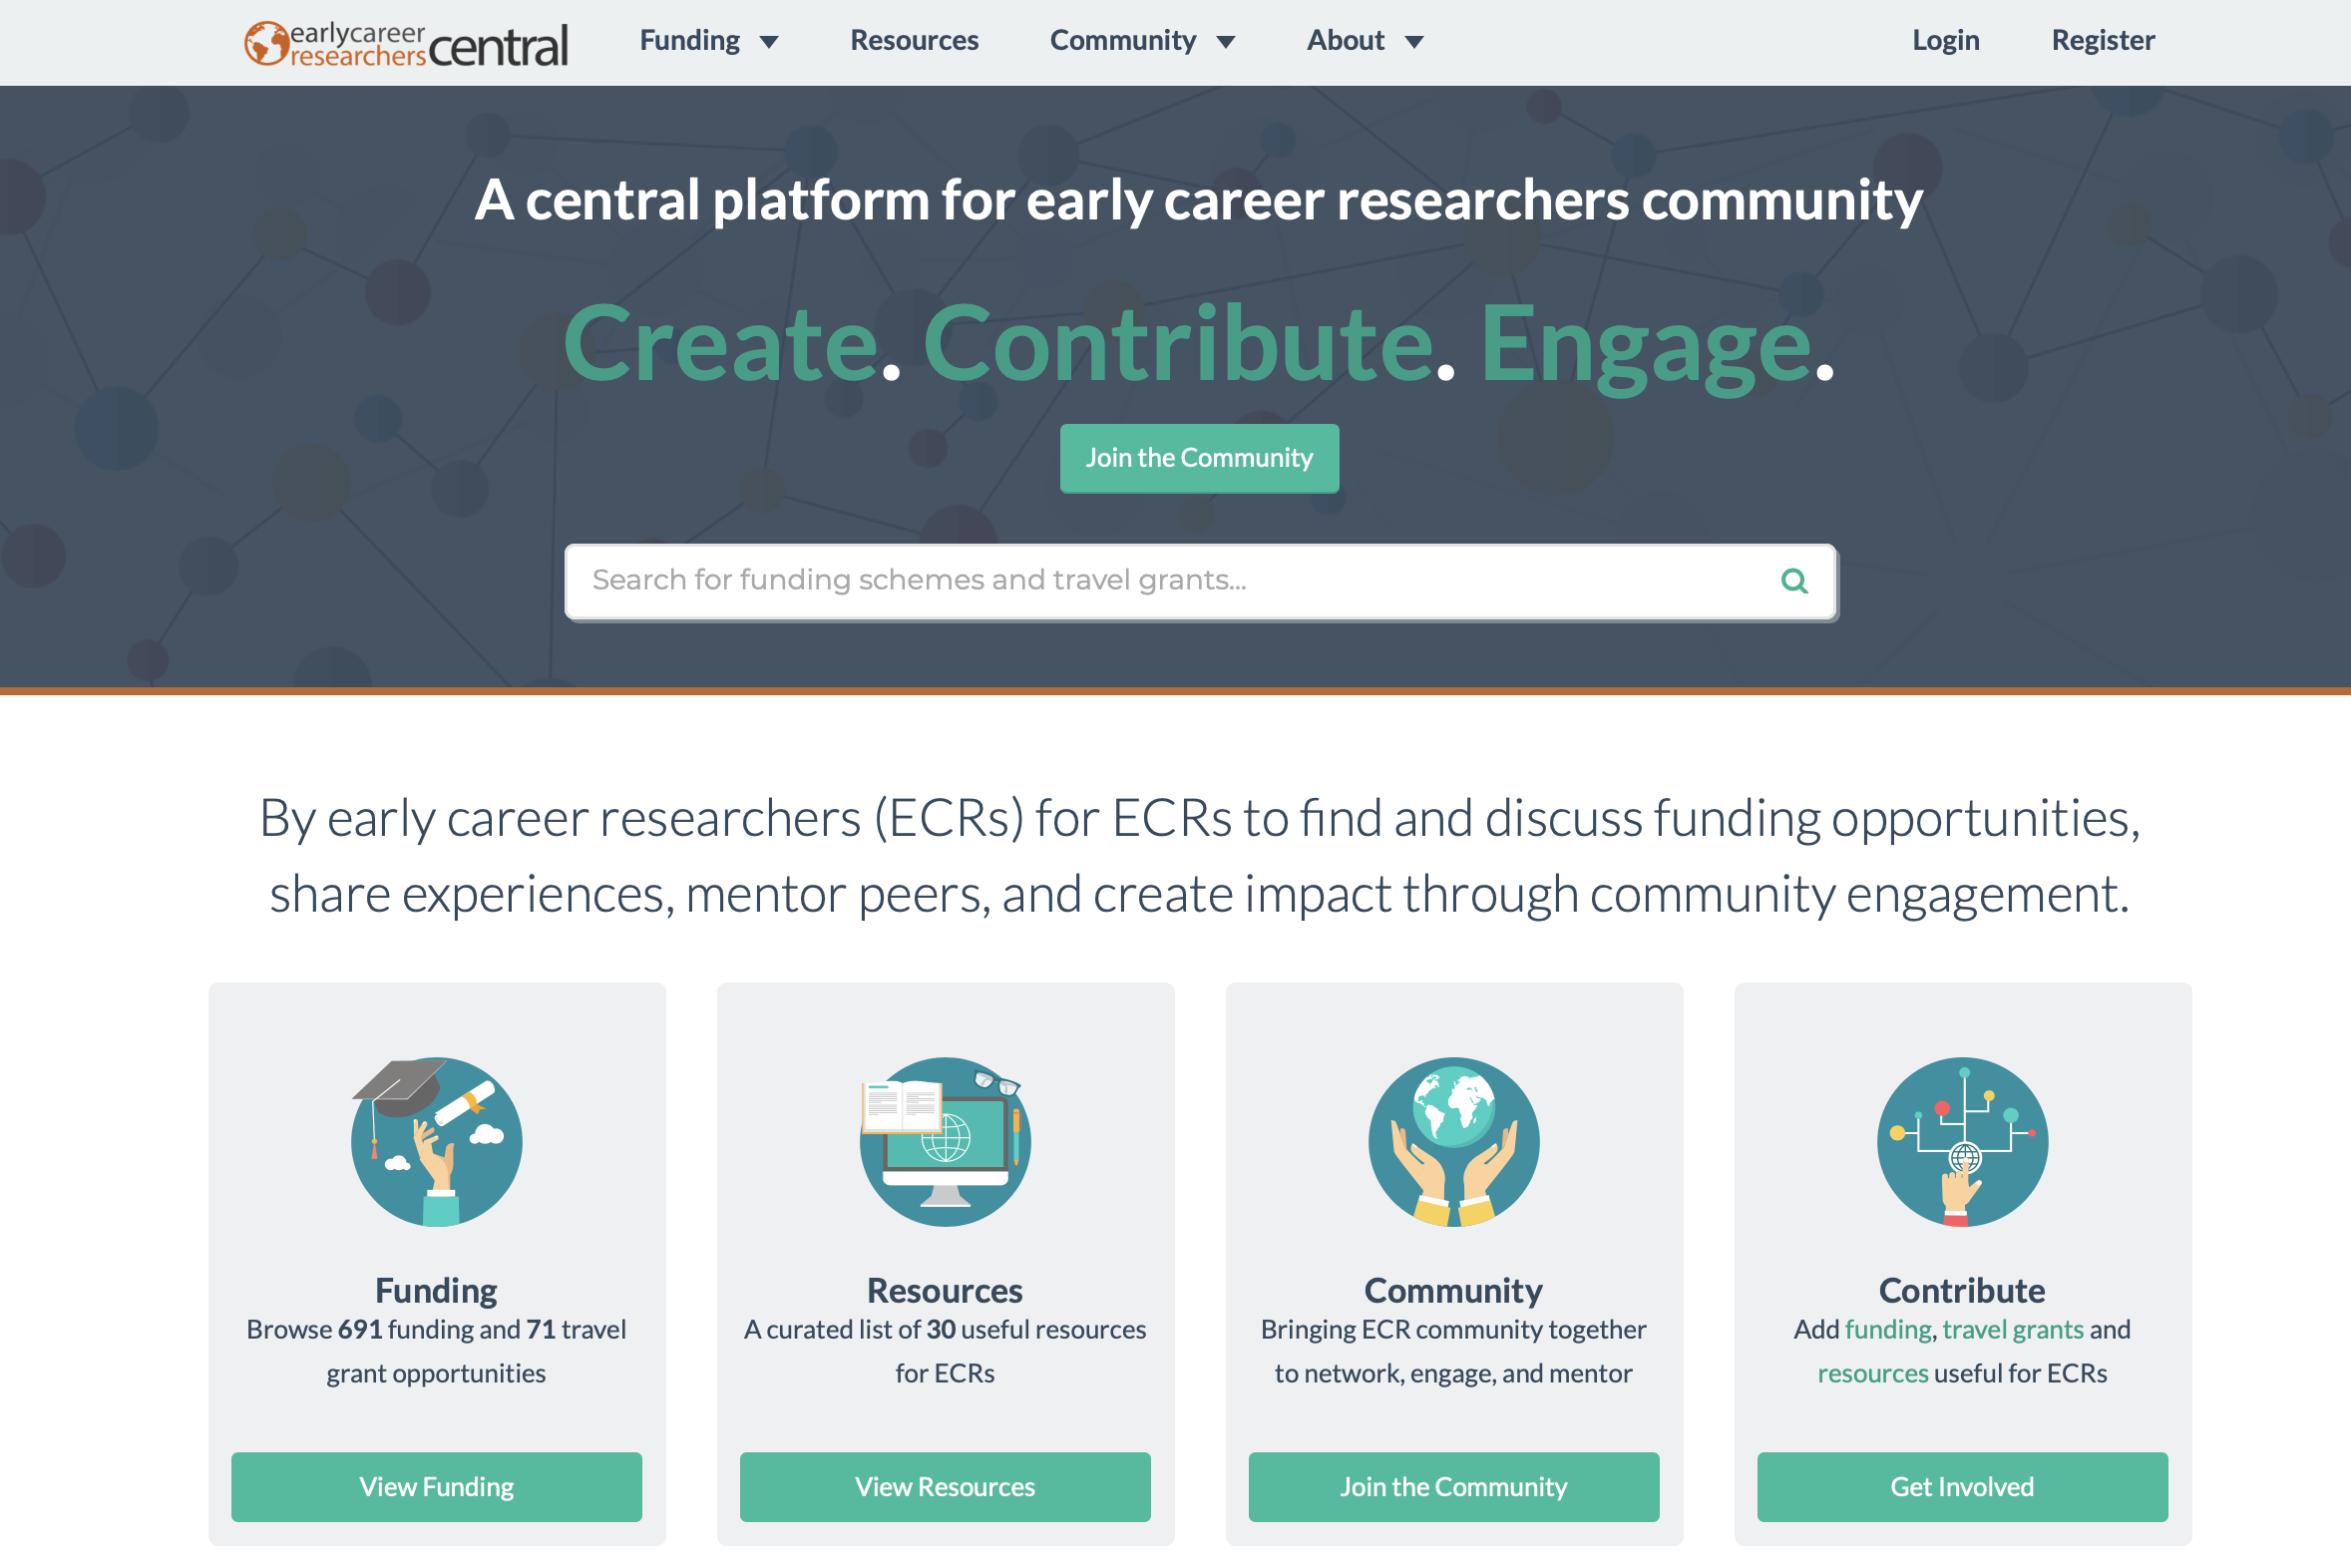 earlycareer
researchers central
Funding Resources Community About Login Register
A central platform for early career researchers community
Create. Contribute. Engage.
Join the Community
Search for funding schemes and travel grants...
By early career researchers (ECRs) for ECRs to find and discuss funding opportunities,
share experiences, mentor peers, and create impact through community engagement.
Funding
Browse 691 funding and 71 travel
grant opportunities
View Funding
Resources
A curated list of 30 useful resources
for ECRs
View Resources
Community
Bringing ECR community together
to network, engage, and mentor
Join the Community
Contribute
Add funding, travel grants and
resources useful for ECRs
Get Involved